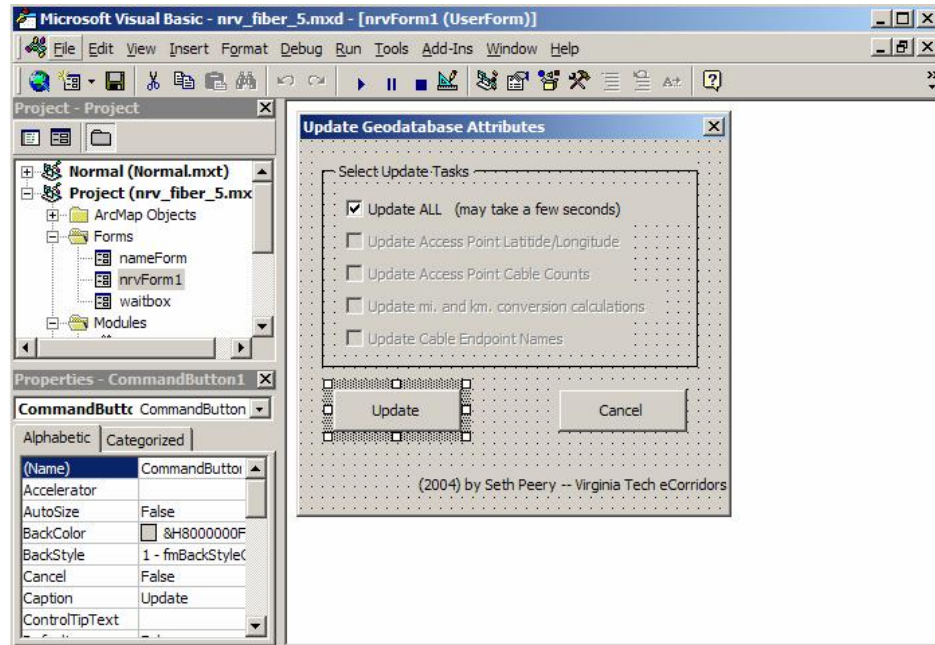 Microsoft Visual Basic - nrv_fiber_5.mxd - [nrvForm1 (UserForm)]
File Edit View Insert Format Debug Run Tools Add-Ins Window Help
Project - Project
Normal (Normal.mxt)
Project (nrv_fiber_5.mx
ArcMap Objects
Forms
nameForm
nrvForm1
waitbox
Modules
Properties - CommandButton1
CommandButtc CommandButton
Alphabetic Categorized
(Name) CommandButtor
Accelerator
AutoSize False
BackColor &H8000000F
BackStyle 1 - fmBackStyleO
Cancel False
Caption Update
ControlTipText
Update Geodatabase Attributes
Select Update Tasks
Update ALL (may take a few seconds)
Update Access Point Latitide/Longitude
Update Access Point Cable Counts
Update mi. and km. conversion calculations
Update Cable Endpoint Names
Update Cancel
(2004) by Seth Peery -- Virginia Tech eCorridors